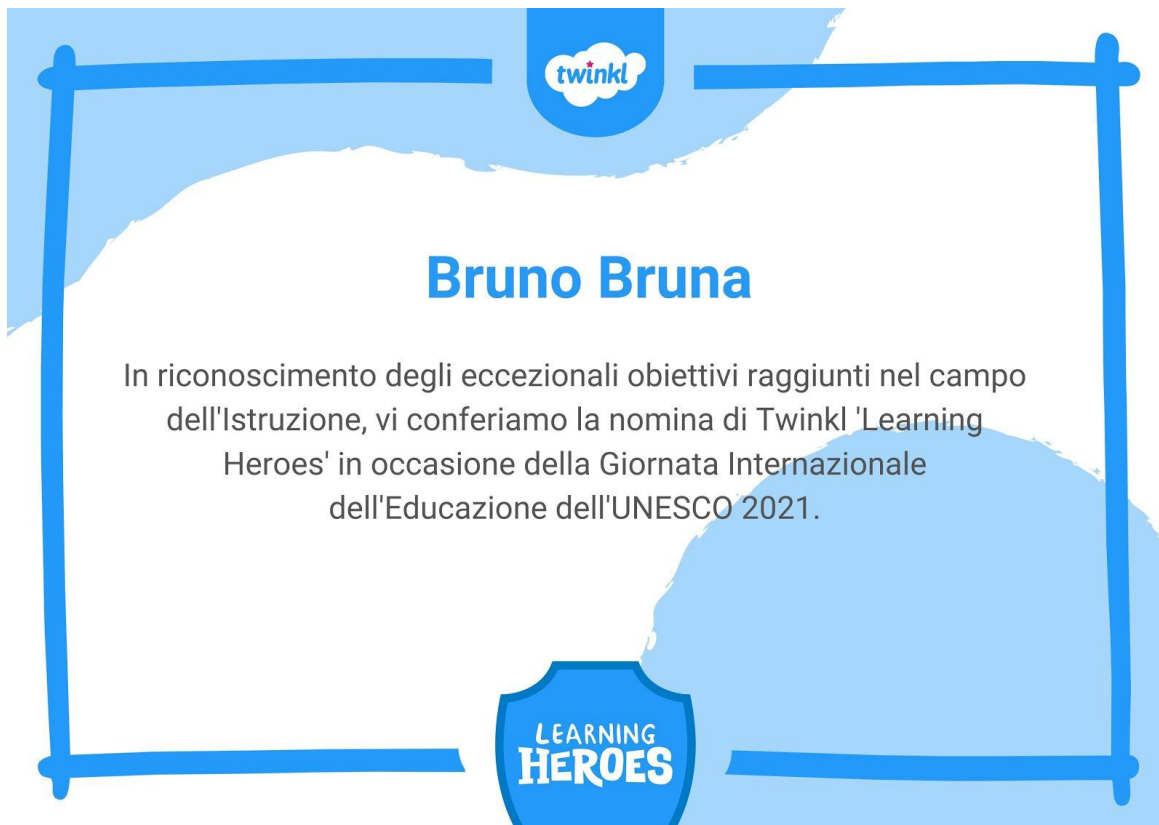 twinkl
Bruno Bruna
In riconoscimento degli eccezionali obiettivi raggiunti nel campo
dell'Istruzione, vi conferiamo la nomina di Twinkl 'Learning
Heroes' in occasione della Giornata Internazionale
dell'Educazione dell'UNESCO 2021.
LEARNING
HEROES